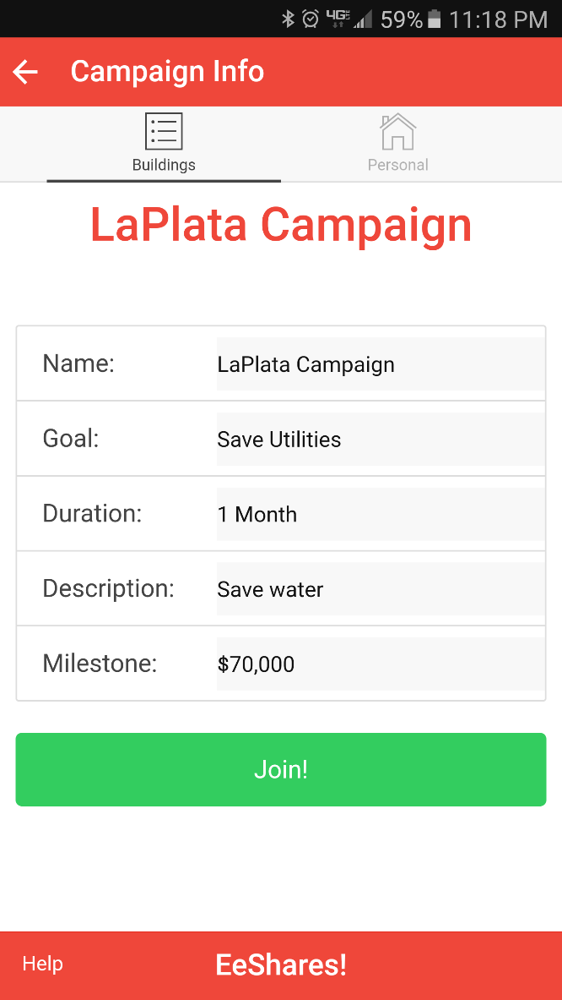 4G LTE 59% 11:18 PM
Campaign Info
Buildings Personal
LaPlata Campaign
Name: LaPlata Campaign
Goal: Save Utilities
Duration: 1 Month
Description: Save water
Milestone: $70,000
Join!
Help EeShares!